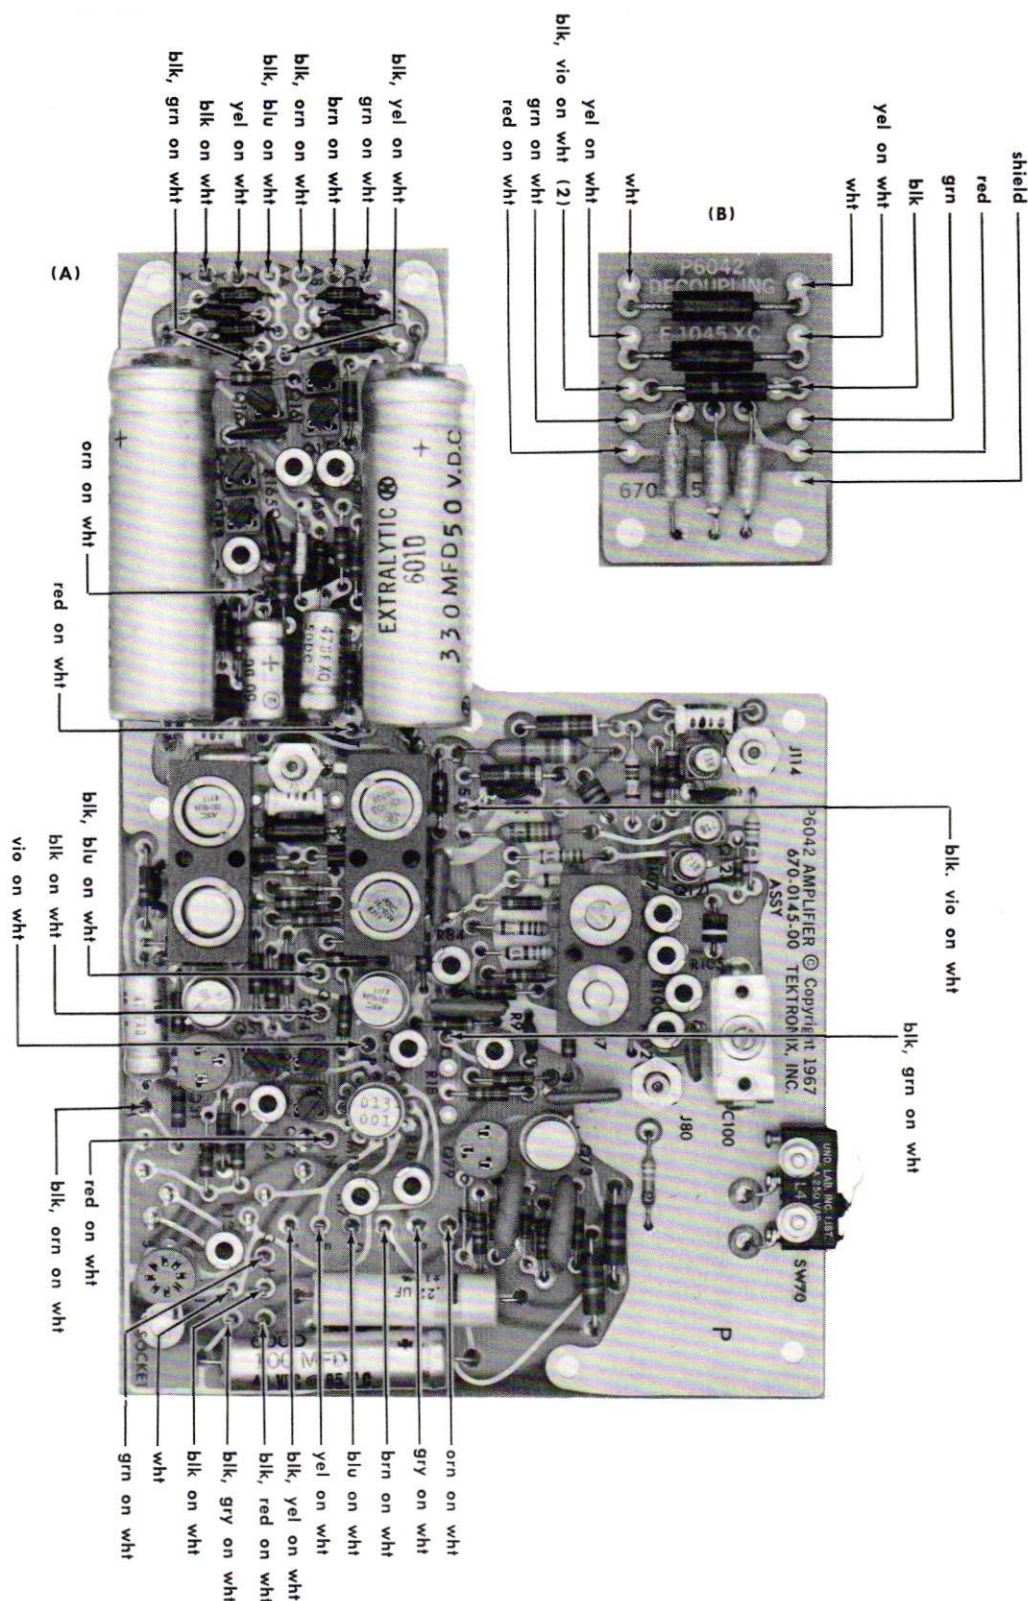 shield
red
grn
blk
yel on wht
wht
(B)
wht
yel on wht
blk, vio on wht (2)
grn on wht
red on wht
P6042
DECOUPLING
blk, yel on wht
grn on wht
brn on wht
blk, orn on wht
blk, blu on wht
yel on wht
blk on wht
blk, grn on wht
(A)
orn on wht
red on wht
EXTRALYTIC ®
6010
330 MFD 50 V.D.C
J114
P6042 AMPLIFIER © Copyright 1967
670-0145-00 TEKTRONIX, INC.
ASSY
blk. vio on wht
blk, grn on wht
blk, blu on wht
blk on wht
vio on wht
R84
R105
C100
J80
SW70
P
red on wht
blk, orn on wht
orn on wht
gry on wht
brn on wht
blu on wht
yel on wht
blk, yel on wht
blk, red on wht
blk, gry on wht
blk on wht
wht
grn on wht
SOCKET